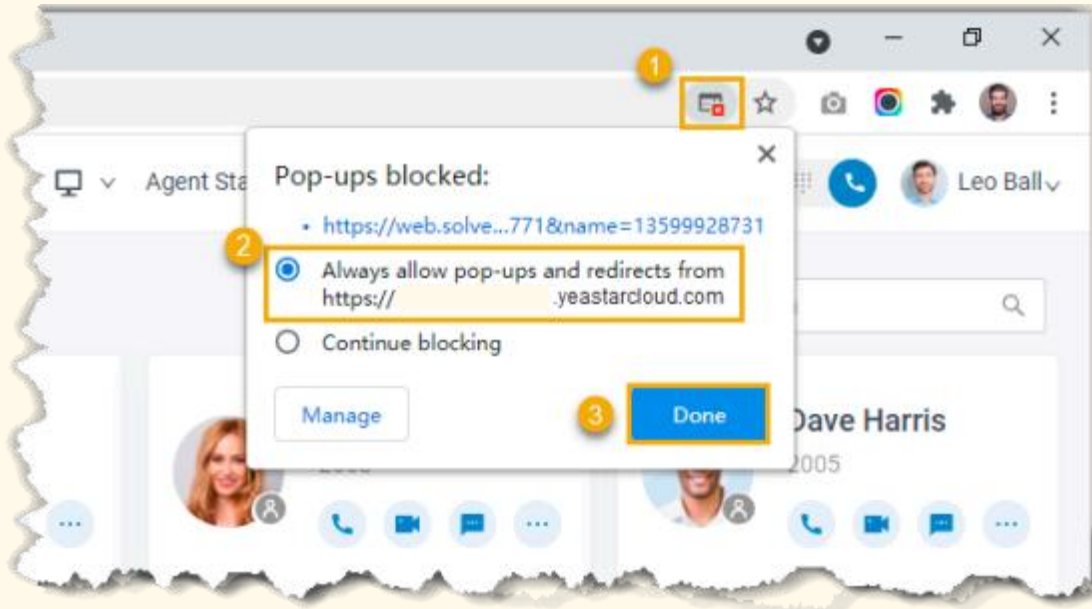 1
Agent Sta
Leo Ball
Pop-ups blocked:
• https://web.solve...771&name=13599928731
2
Always allow pop-ups and redirects from
https:// .yeastarcloud.com
Continue blocking
Manage
3
Done
Dave Harris
2005